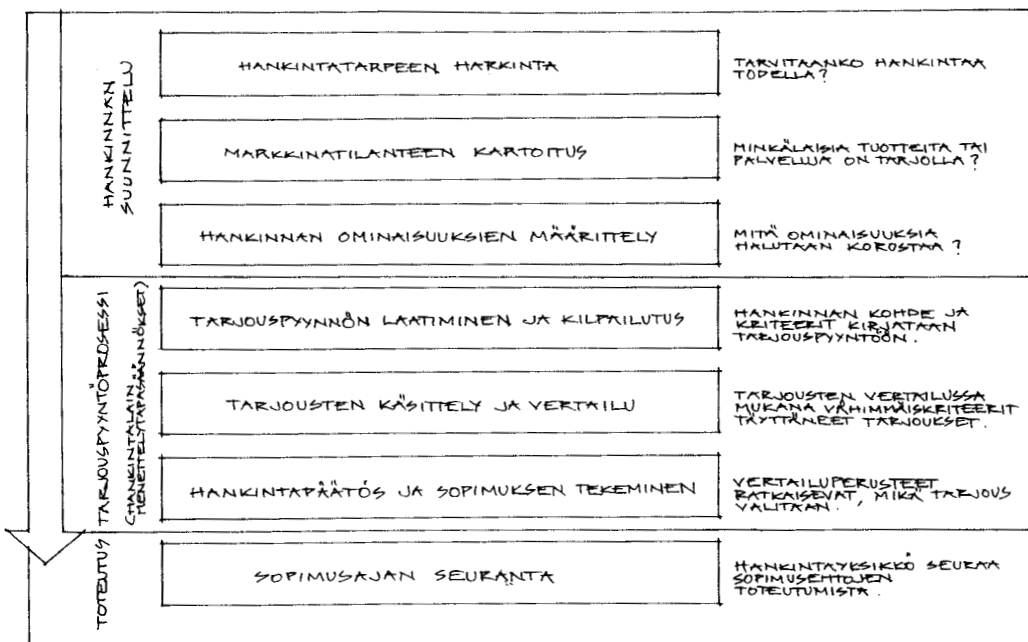 HANKINNAN
SUUNNITTELU
HANKINTATARPEEN HARKINTA
TARVITAANKO HANKINTAA
TODELLA?
MARKKINATILANTEEN KARTOITUS
MINKÄLAISIA TUOTTEITA TAI
PALVELUJA ON TARJOLLA?
HANKINNAN OMINAISUUKSIEN MÄÄRITTELY
MITÄ OMINAISUUKSIA
HALUTAAN KOROSTAA?
TARJOUSPYYNTÖPROSESSI
(HANKINTALAIN
MENETTELYTAPASÄÄNNÖKSET)
TARJOUSPYYNNÖN LAATIMINEN JA KILPAILUTUS
HANKINNAN KOHDE JA
KRITEERIT KIRJATAAN
TARJOUSPYYNTÖÖN.
TARJOUSTEN KÄSITTELY JA VERTAILU
TARJOUSTEN VERTAILUSSA
MUKANA VÄHIMMÄISKRITEERIT
TÄYTTÄNEET TARJOUKSET.
HANKINTAPÄÄTÖS JA SOPIMUKSEN TEKEMINEN
VERTAILUPERUSTEET
RATKAISEVAT, MIKÄ TARJOUS
VALITAAN.
TOTEUTUS
SOPIMUSAJAN SEURANTA
HANKINTAYKSIKKÖ SEURAA
SOPIMUSEHTOJEN
TOTEUTUMISTA.